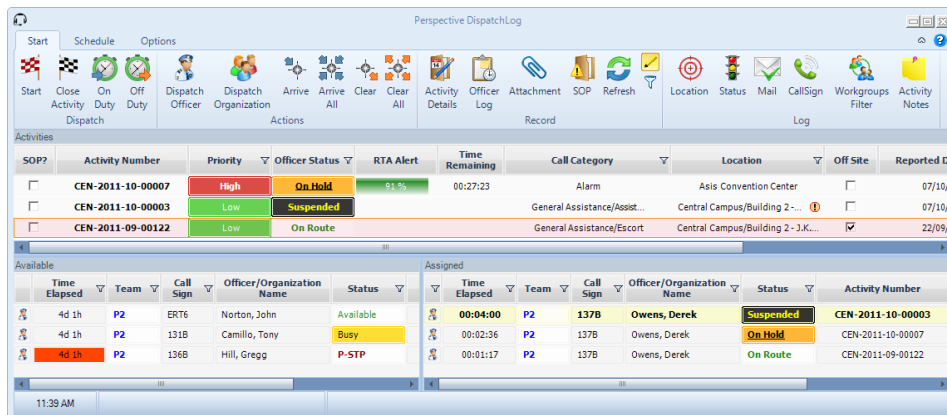 Perspective DispatchLog
Start Schedule Options
Start Close Activity On Duty Off Duty Dispatch Officer Dispatch Organization Arrive Arrive All Clear Clear All Activity Details Officer Log Attachment SOP Refresh Location Status Mail CallSign Workgroups Filter Activity Notes
Dispatch Actions Record Log
Activities
SOP? Activity Number Priority Officer Status RTA Alert Time Remaining Call Category Location Off Site Reported D
CEN-2011-10-00007 High On Hold 91 % 00:27:23 Alarm Asis Convention Center 07/10/
CEN-2011-10-00003 Low Suspended General Assistance/Assist... Central Campus/Building 2 -... 07/10/
CEN-2011-09-00122 Low On Route General Assistance/Escort Central Campus/Building 2 - J.K.... 22/09/
Available Assigned
Time Elapsed Team Call Sign Officer/Organization Name Status Time Elapsed Team Call Sign Officer/Organization Name Status Activity Number
4d 1h P2 ERT6 Norton, John Available 00:04:00 P2 137B Owens, Derek Suspended CEN-2011-10-00003
4d 1h P2 131B Camillo, Tony Busy 00:02:36 P2 137B Owens, Derek On Hold CEN-2011-10-00007
4d 1h P2 136B Hill, Gregg P-STP 00:01:17 P2 137B Owens, Derek On Route CEN-2011-09-00122
11:39 AM